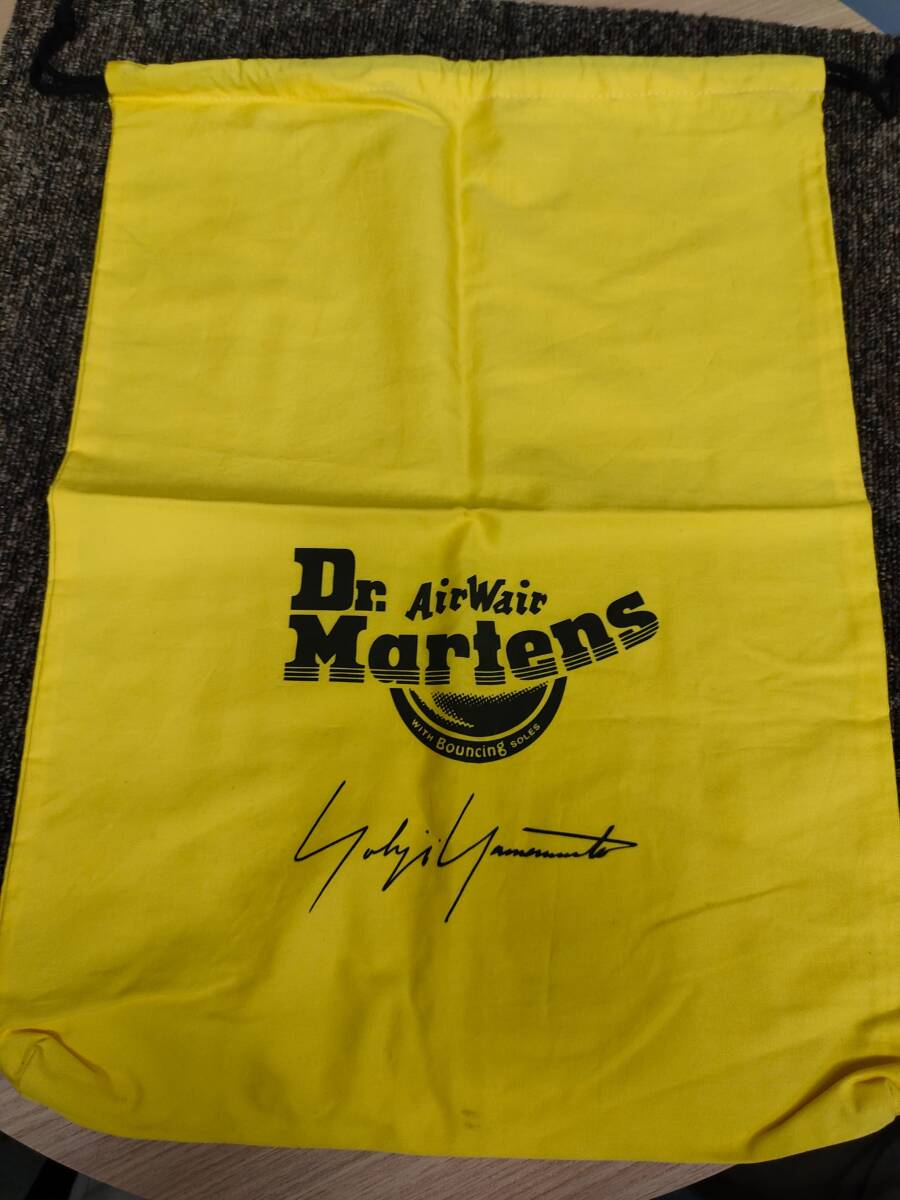 Dr. AirWair
Martens
WITH Bouncing SOLES
Yohji Yamamoto